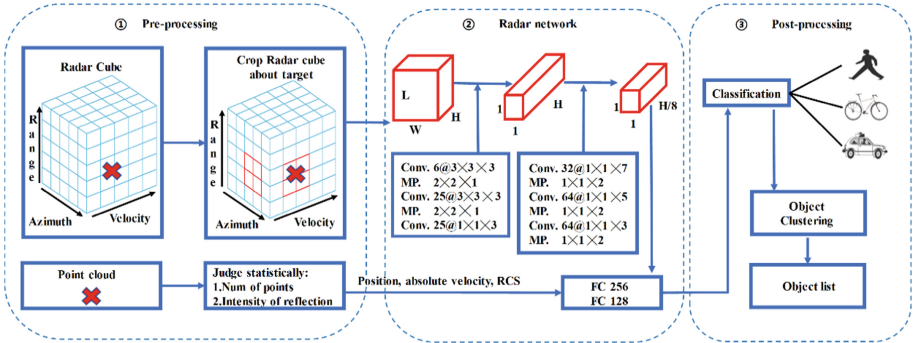 ① Pre-processing
Radar Cube
Range
Azimuth
Velocity
Crop Radar cube
about target
Range
Azimuth
Velocity
Point cloud
Judge statistically:
1.Num of points
2.Intensity of reflection
Position, absolute velocity, RCS
② Radar network
L
W
H
1
1
H
1
1
H/8
Conv. 6@3×3×3
MP. 2×2×1
Conv. 25@3×3×3
MP. 2×2×1
Conv. 25@1×1×3
Conv. 32@1×1×7
MP. 1×1×2
Conv. 64@1×1×5
MP. 1×1×2
Conv. 64@1×1×3
MP. 1×1×2
FC 256
FC 128
③ Post-processing
Classification
Object
Clustering
Object list